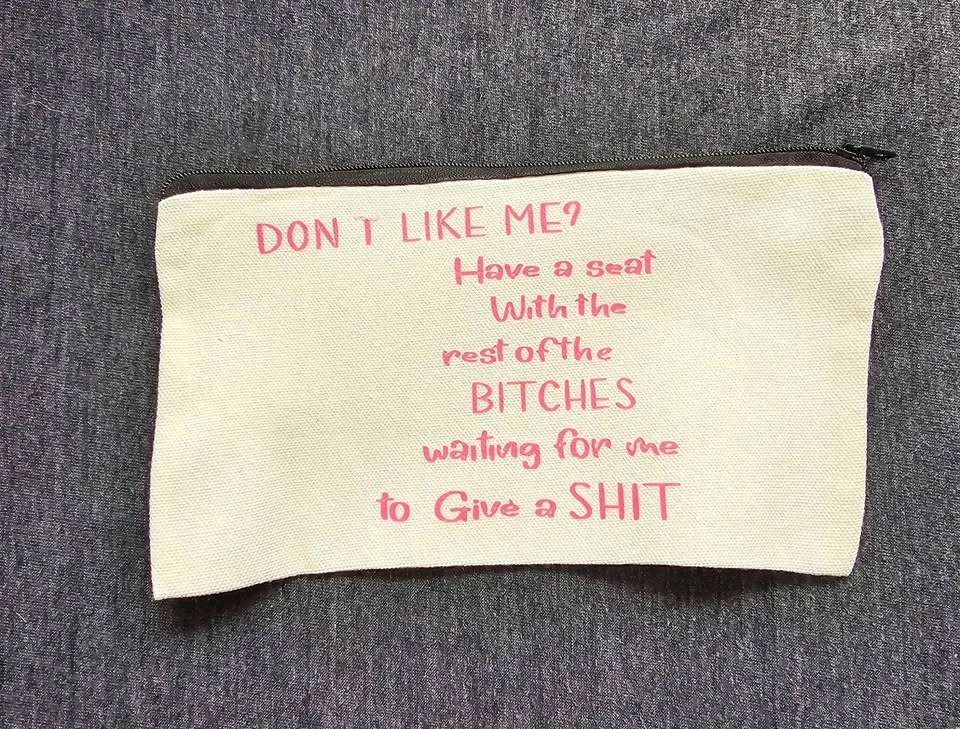 DON T LIKE ME?
Have a seat
With the
rest of the
BITCHES
waiting for me
to Give a SHIT